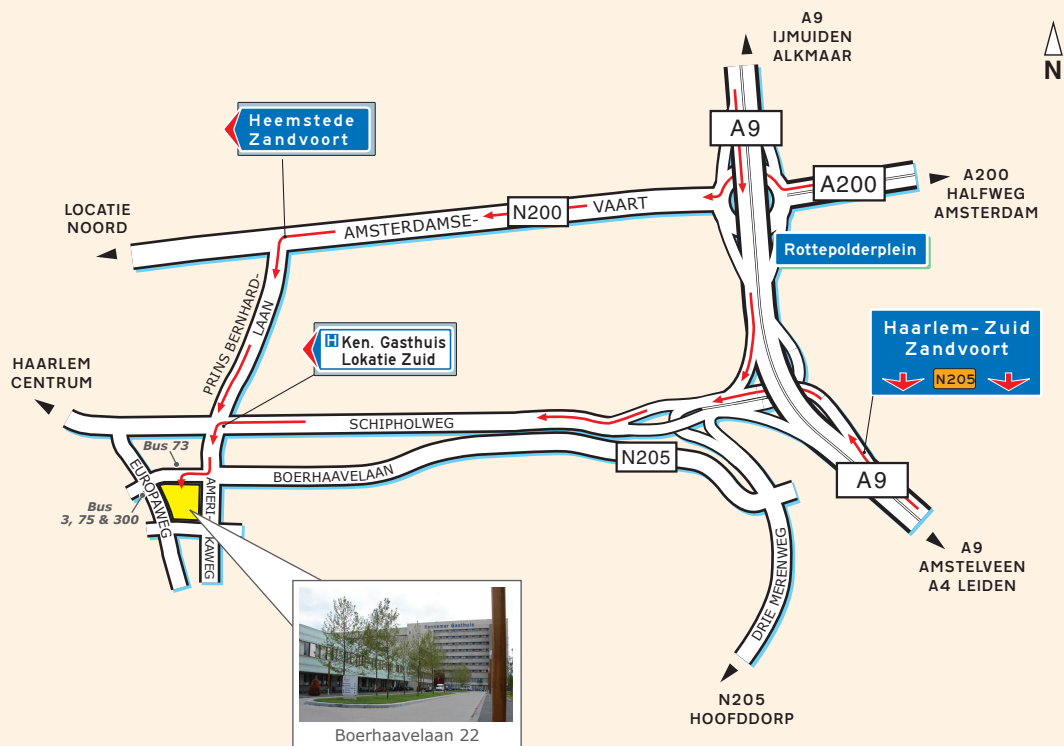 A9
IJMUIDEN
ALKMAAR
N
Heemstede
Zandvoort
A9
A200
A200
HALFWEG
AMSTERDAM
LOCATIE
NOORD
AMSTERDAMSE-
N200
VAART
Rottepolderplein
PRINS BERNHARD-
LAAN
H Ken. Gasthuis
Lokatie Zuid
Haarlem-Zuid
Zandvoort
N205
HAARLEM
CENTRUM
SCHIPHOLWEG
Bus 73
BOERHAAVELAAN
N205
A9
EUROPAWEG
AMERI-
KAWEG
Bus
3, 75 & 300
A9
AMSTELVEEN
A4 LEIDEN
DRIE MERENWEG
Kennemer Gasthuis
N205
HOOFDDORP
Boerhaavelaan 22